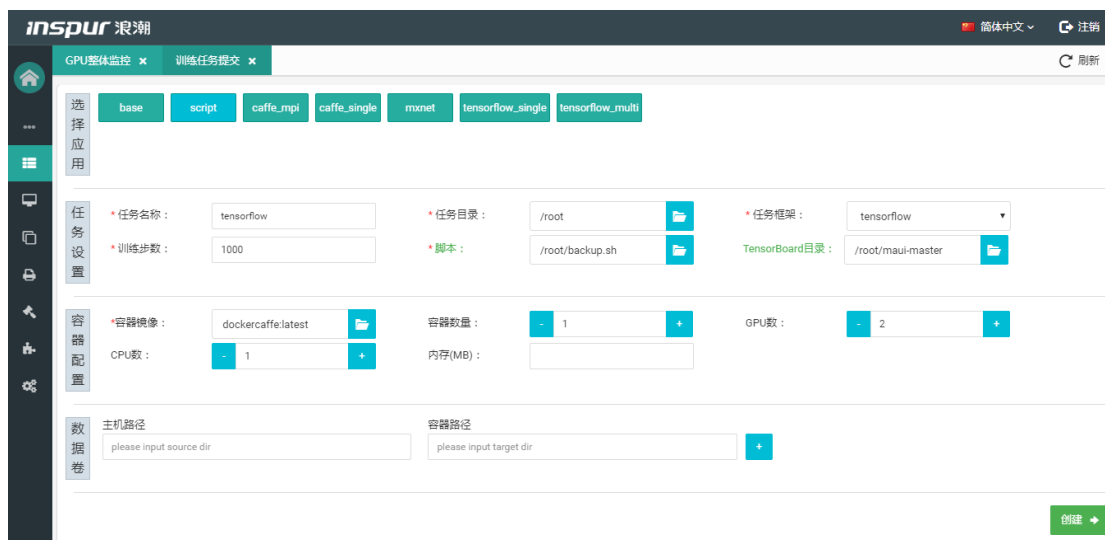 inspur 浪潮
简体中文
注销
GPU整体监控 ×
训练任务提交 ×
刷新
选择应用
base script caffe_mpi caffe_single mxnet tensorflow_single tensorflow_multi
任务设置
* 任务名称： tensorflow * 任务目录： /root * 任务框架： tensorflow
* 训练步数： 1000 * 脚本： /root/backup.sh TensorBoard目录： /root/maui-master
容器配置
*容器镜像： dockercaffe:latest 容器数量： - 1 + GPU数： - 2 +
CPU数： - 1 + 内存(MB)：
数据卷
主机路径 容器路径
please input source dir please input target dir +
创建